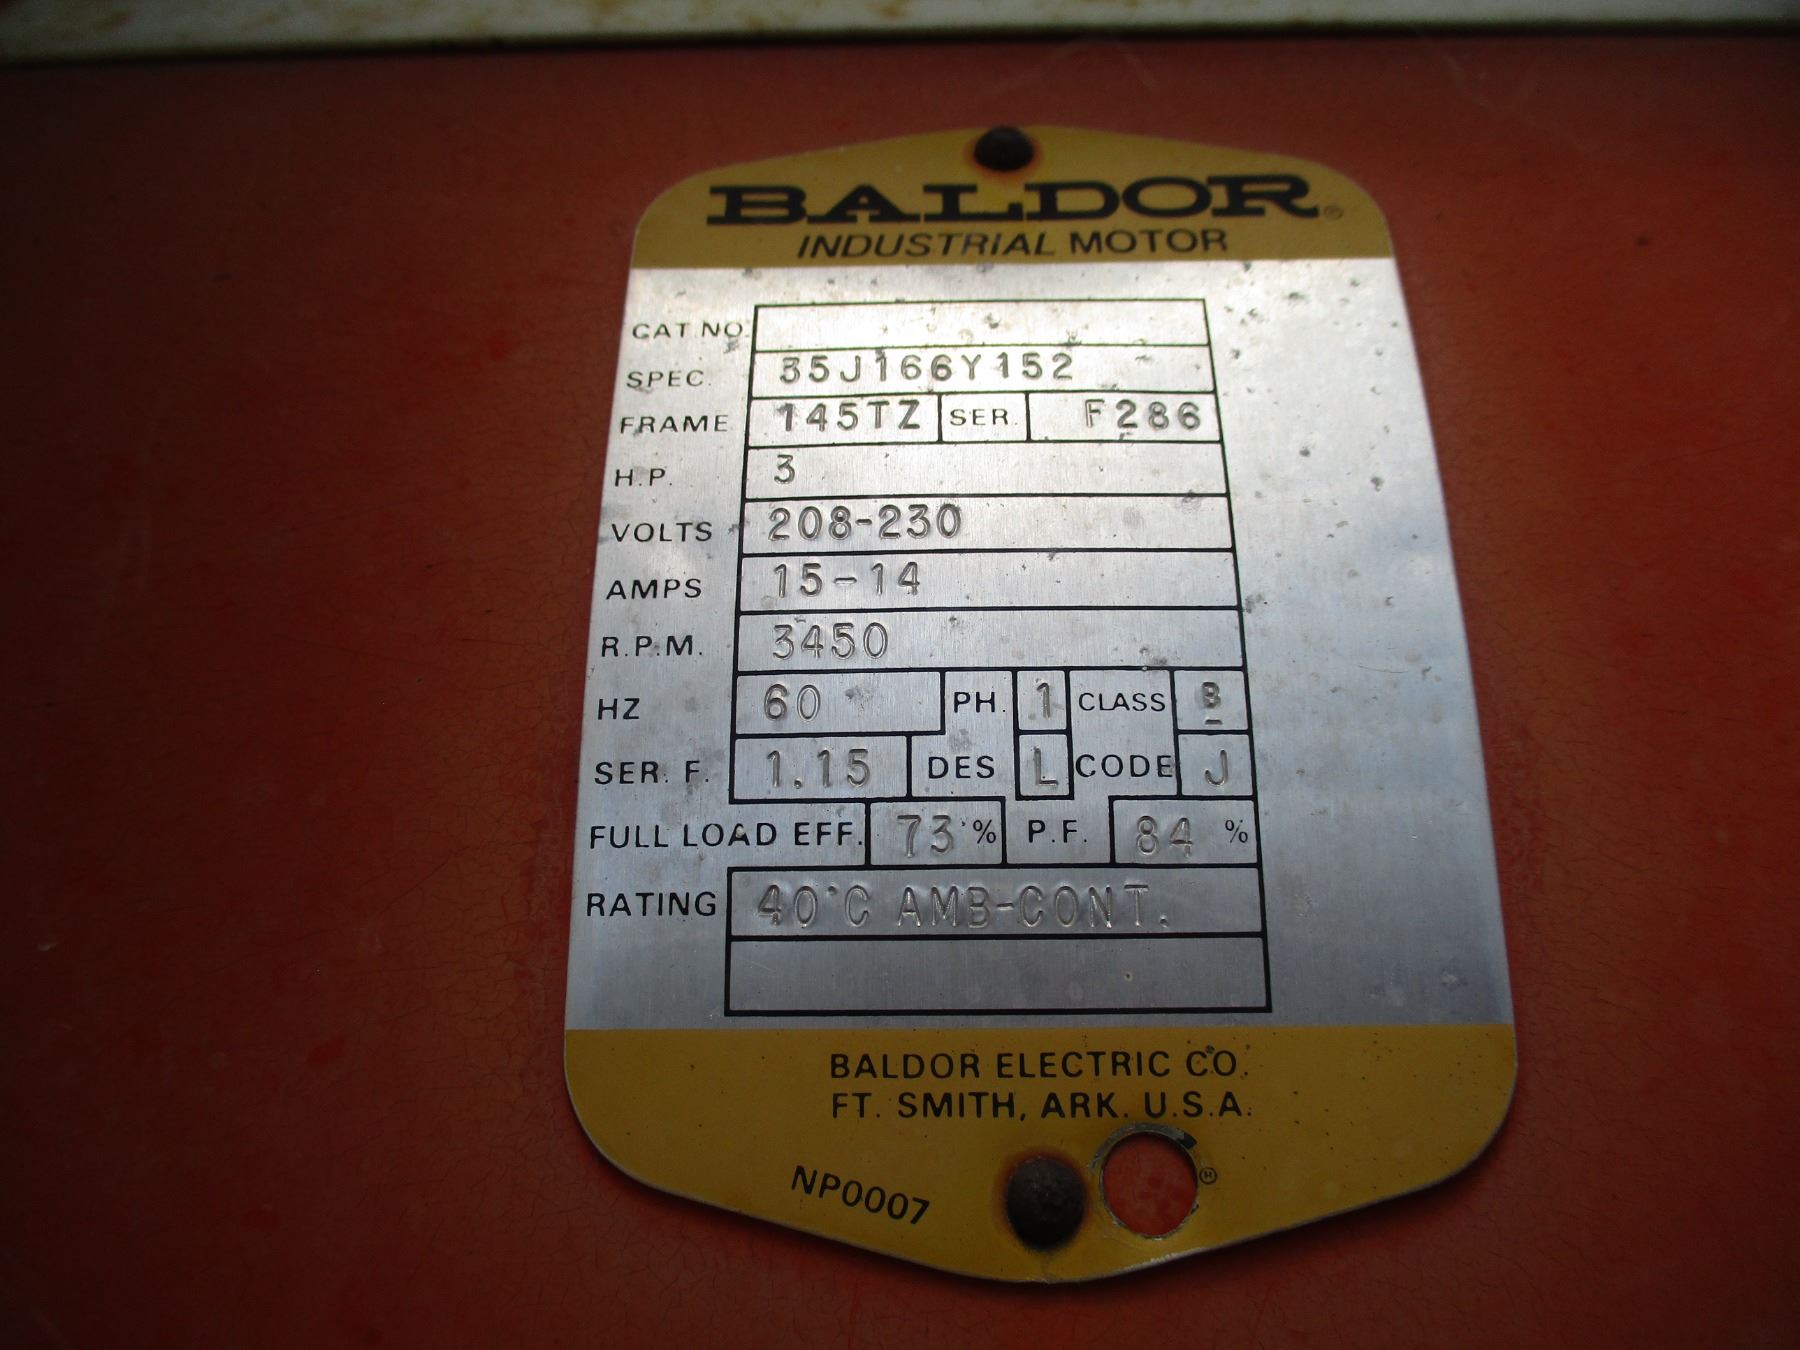 BALDOR®
INDUSTRIAL MOTOR
CAT NO.
SPEC. 35J166Y152
FRAME 145TZ SER. F286
H.P. 3
VOLTS 208-230
AMPS 15-14
R.P.M. 3450
HZ 60 PH. 1 CLASS B
SER. F. 1.15 DES L CODE J
FULL LOAD EFF. 73 % P.F. 84 %
RATING 40°C AMB-CONT.
BALDOR ELECTRIC CO.
FT. SMITH, ARK. U.S.A.
NP0007